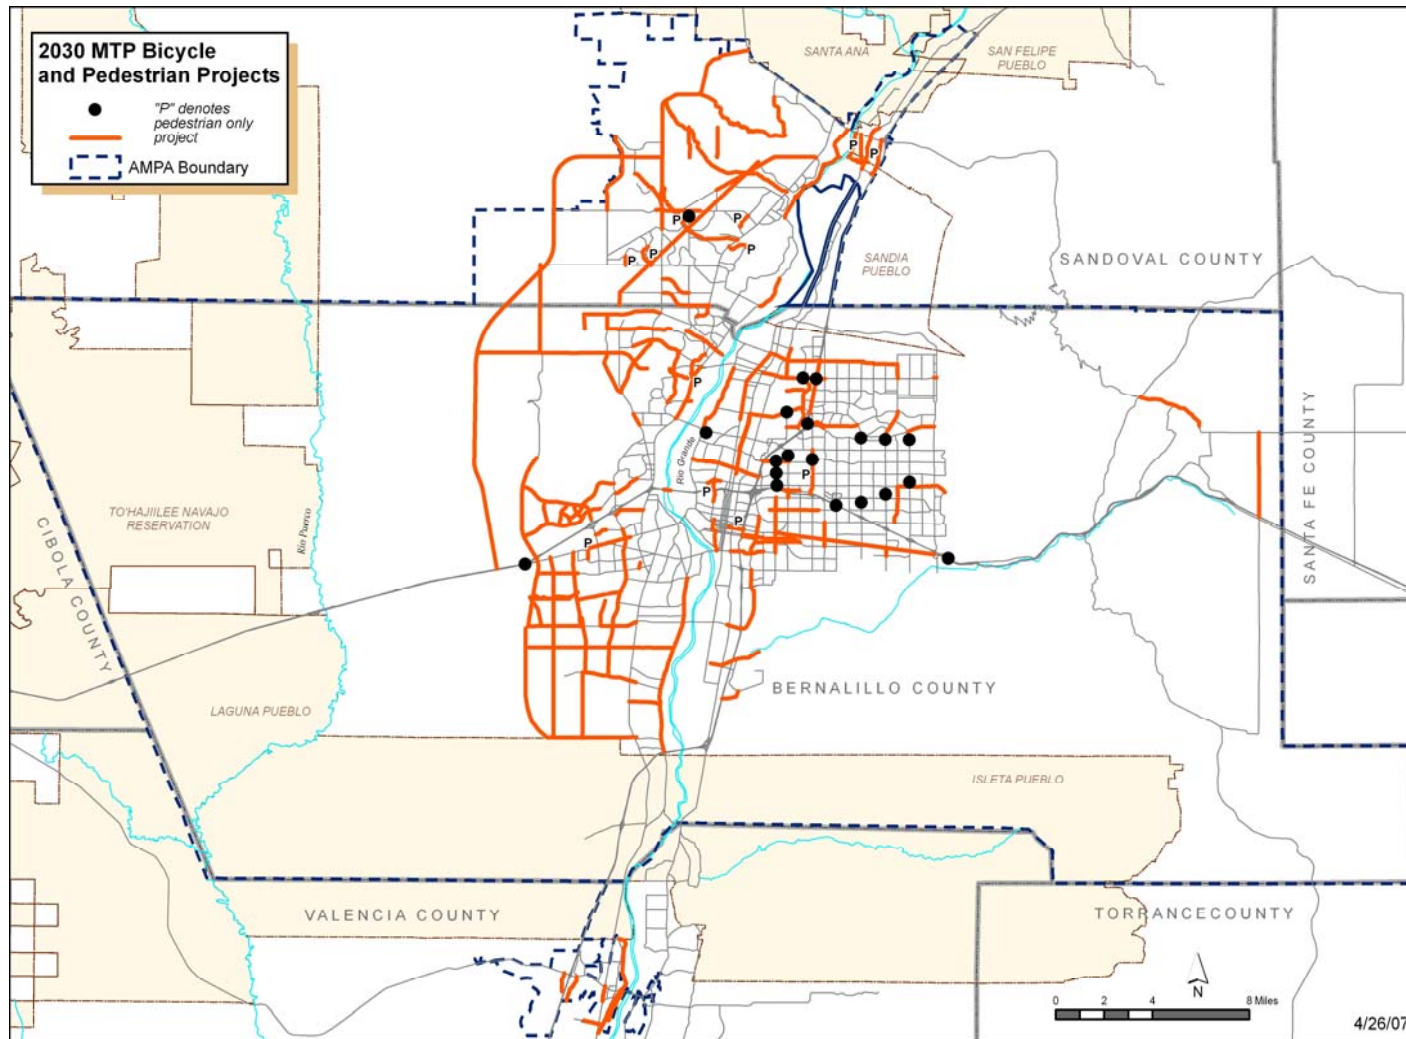 2030 MTP Bicycle
and Pedestrian Projects
"P" denotes
pedestrian only
project
AMPA Boundary
SANTA ANA
SAN FELIPE
PUEBLO
P
P
P
P
P
P
P
SANDIA
PUEBLO
SANDOVAL COUNTY
P
Rio Grande
P
P
P
P
SANTA FE COUNTY
TO'HAJIILEE NAVAJO
RESERVATION
Rio Puerco
CIBOLA COUNTY
BERNALILLO COUNTY
LAGUNA PUEBLO
ISLETA PUEBLO
VALENCIA COUNTY
TORRANCECOUNTY
N
0 2 4 8 Miles
4/26/07